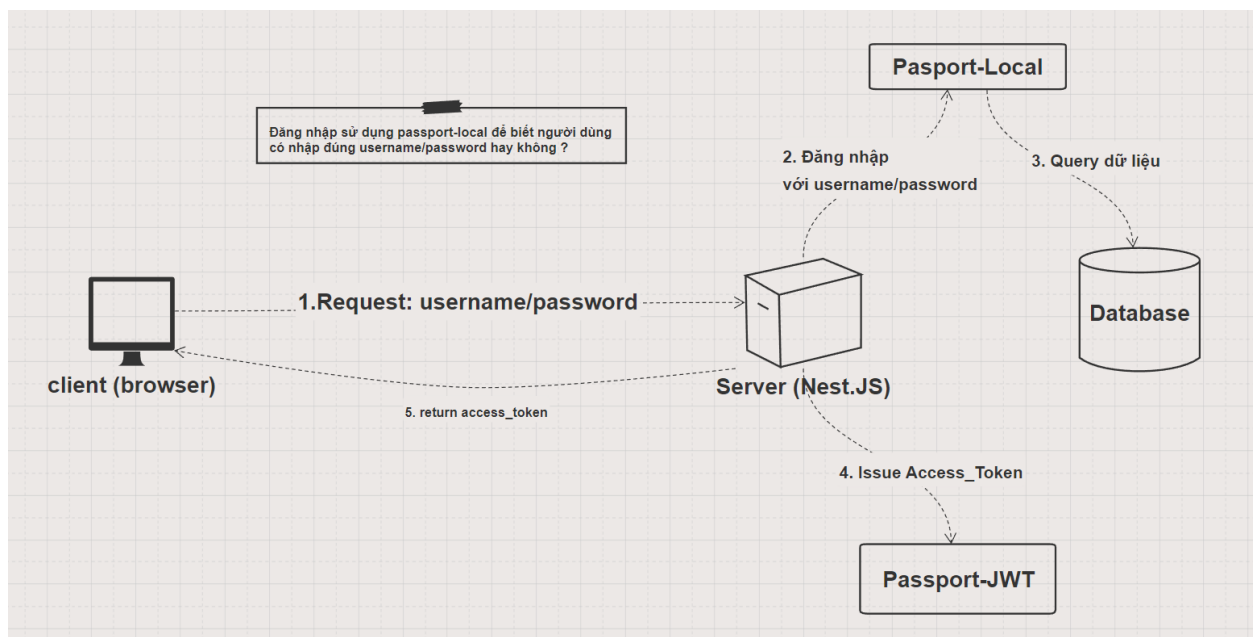 Pasport-Local
Đăng nhập sử dụng passport-local để biết người dùng
có nhập đúng username/password hay không ?
2. Đăng nhập
với username/password
3. Query dữ liệu
1.Request: username/password
Database
client (browser)
Server (Nest.JS)
5. return access_token
4. Issue Access_Token
Passport-JWT